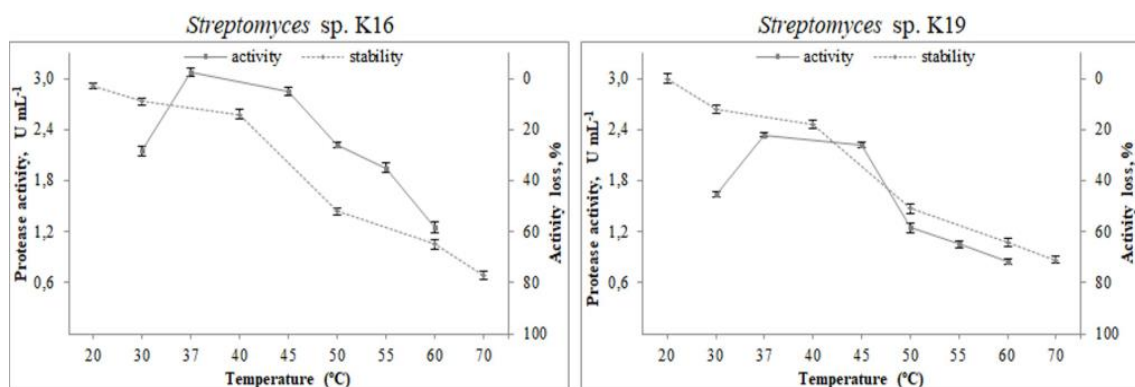 Streptomyces sp. K16
activity
stability
Protease activity, U mL-1
3,0
2,4
1,8
1,2
0,6
0
20
40
60
80
100
Activity loss, %
20 30 37 40 45 50 55 60 70
Temperature (ºC)
Streptomyces sp. K19
activity
stability
Protease activity, U mL-1
3,0
2,4
1,8
1,2
0,6
0
20
40
60
80
100
Activity loss, %
20 30 37 40 45 50 55 60 70
Temperature (ºC)